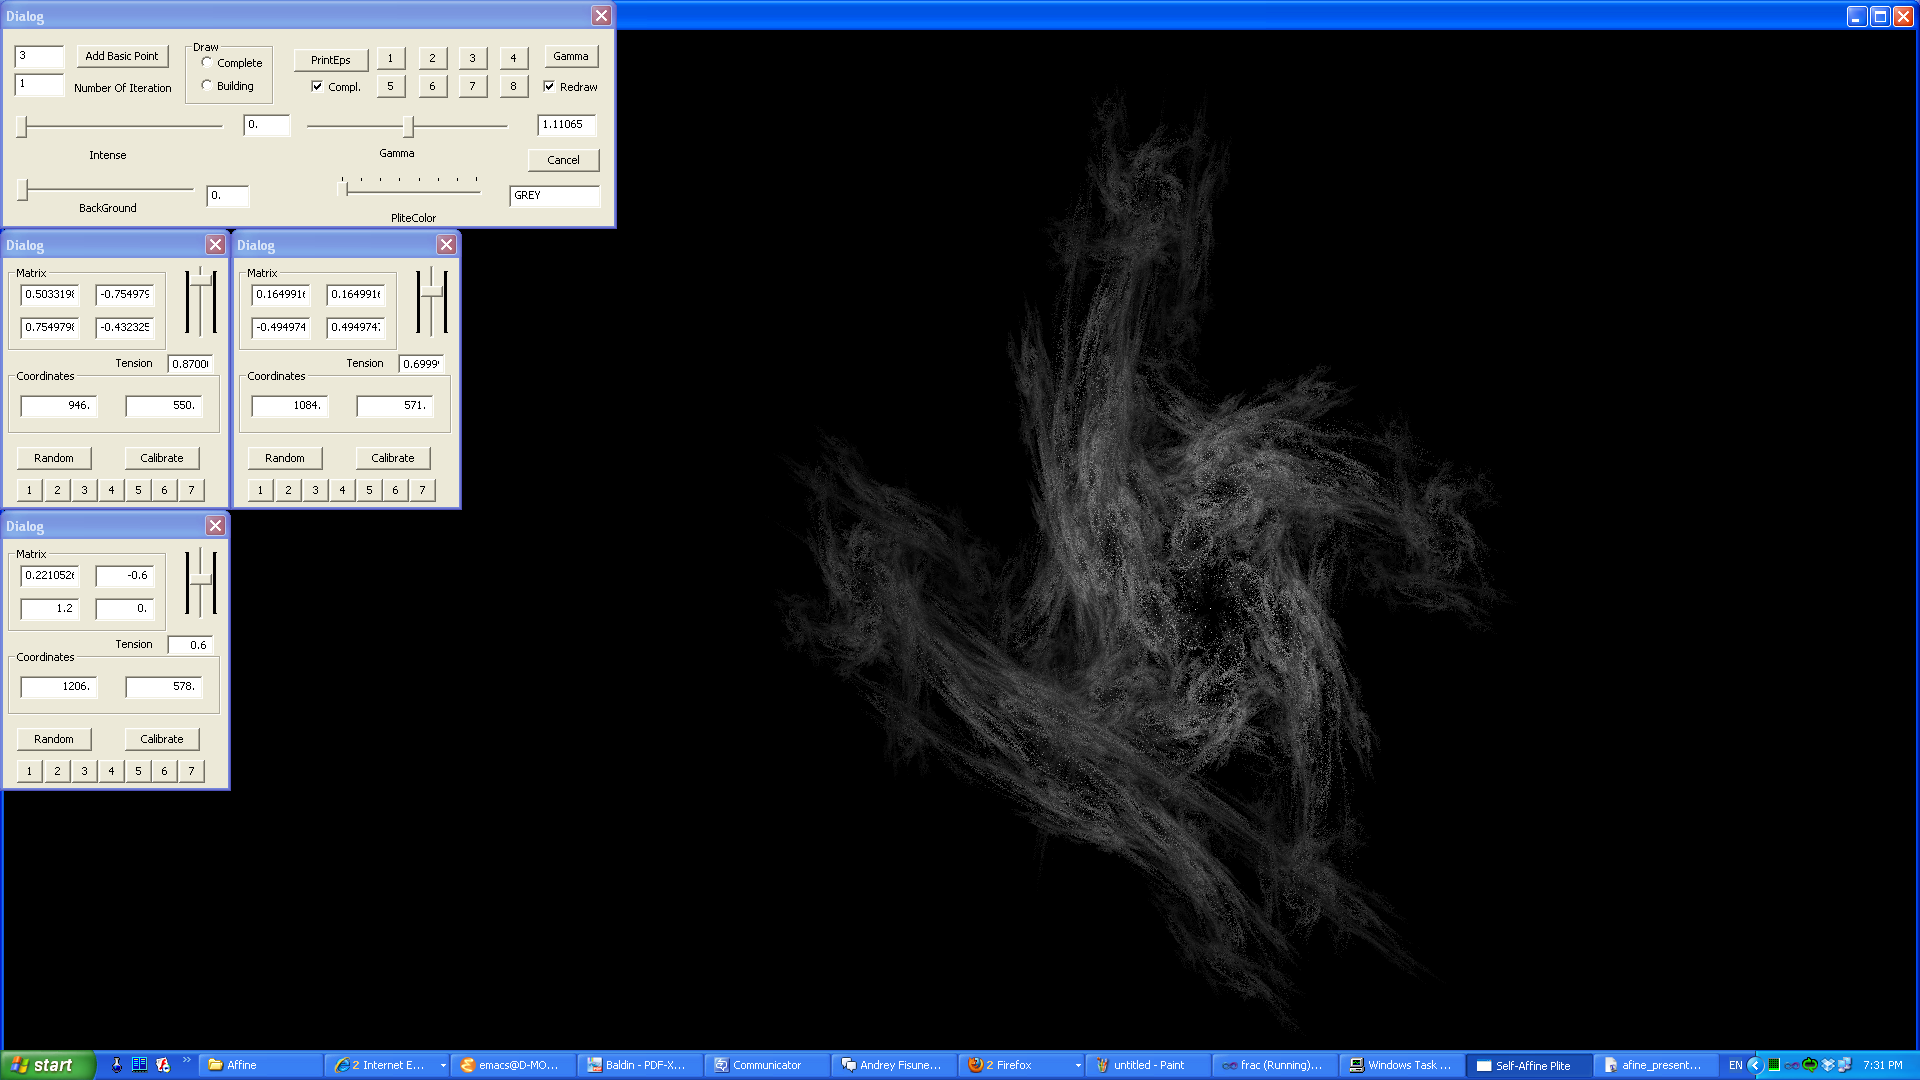 Dialog
3
Add Basic Point
Draw
Complete
Building
PrintEps
1 2 3 4
Gamma
1
Number Of Iteration
Compl.
5 6 7 8
Redraw
0.
1.11065
Intense
Gamma
Cancel
0.
GREY
BackGround
PliteColor
Dialog
Matrix
0.5033198 -0.754979
0.7549798 -0.432325
Tension 0.8700
Coordinates
946. 550.
Random Calibrate
1 2 3 4 5 6 7
Dialog
Matrix
0.1649916 0.1649916
-0.494974 0.494974
Tension 0.6999
Coordinates
1084. 571.
Random Calibrate
1 2 3 4 5 6 7
Dialog
Matrix
0.2210526 -0.6
1.2 0.
Tension 0.6
Coordinates
1206. 578.
Random Calibrate
1 2 3 4 5 6 7
start
Affine
2 Internet E...
emacs@D-MO...
Baldin - PDF-X...
Communicator
Andrey Fisune...
2 Firefox
untitled - Paint
frac (Running)...
Windows Task ...
Self-Affine Plite
afine_present...
EN
7:31 PM